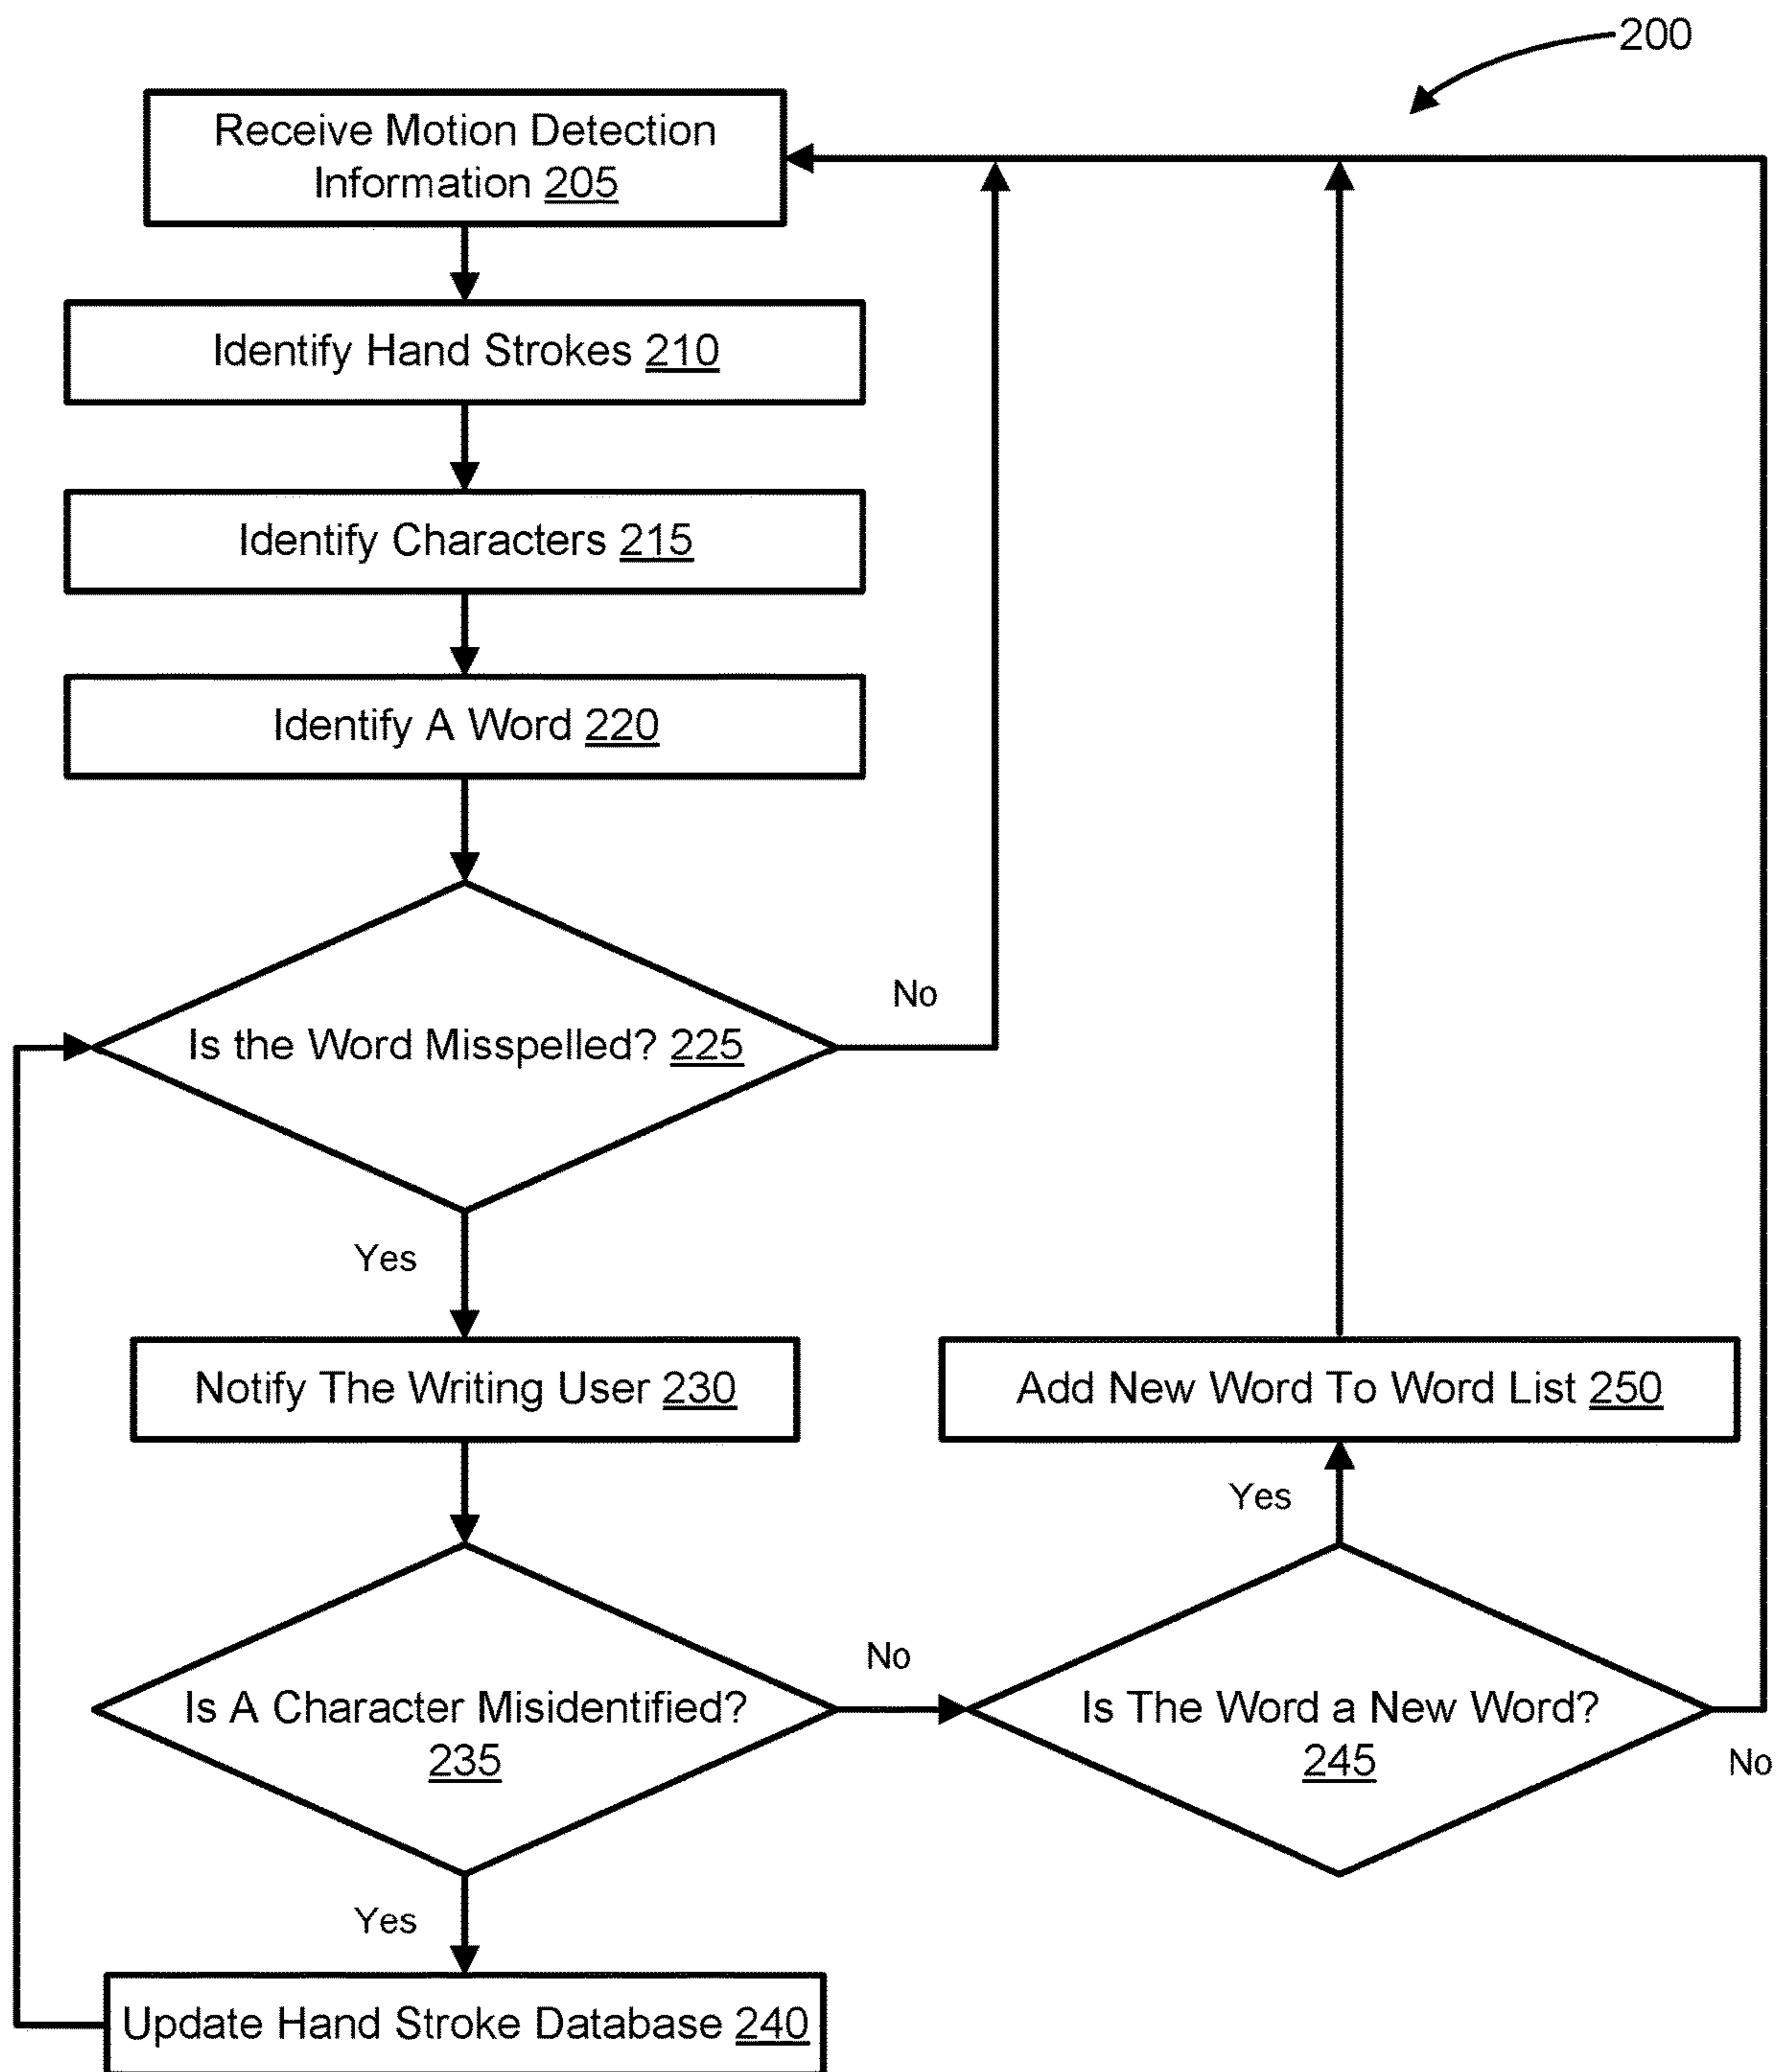 200
Receive Motion Detection
Information 205
Identify Hand Strokes 210
Identify Characters 215
Identify A Word 220
No
Is the Word Misspelled? 225
Yes
Notify The Writing User 230
Add New Word To Word List 250
Yes
No
Is A Character Misidentified?
235
Is The Word a New Word?
245
No
Yes
Update Hand Stroke Database 240